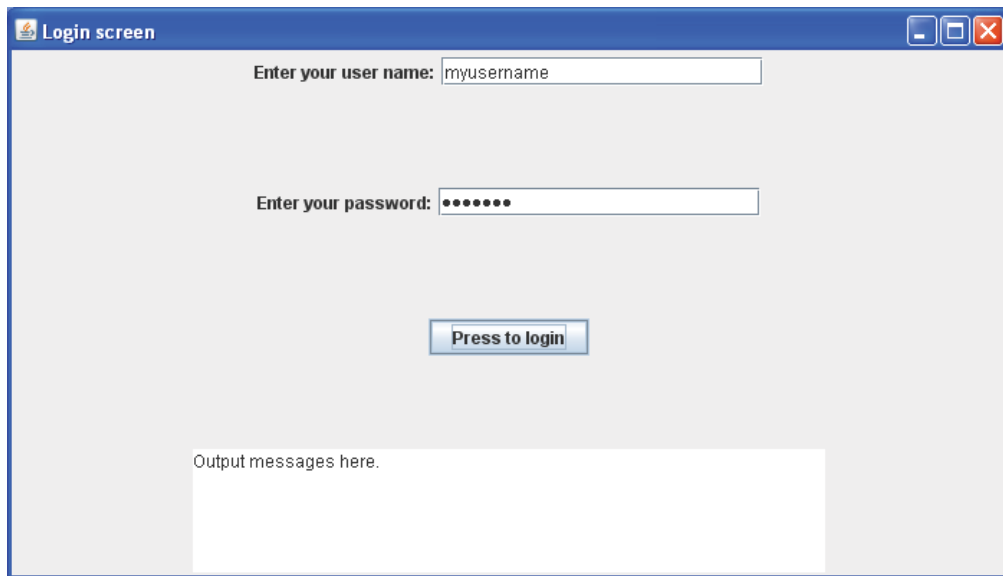 Login screen
Enter your user name: myusername
Enter your password: •••••••
Press to login
Output messages here.